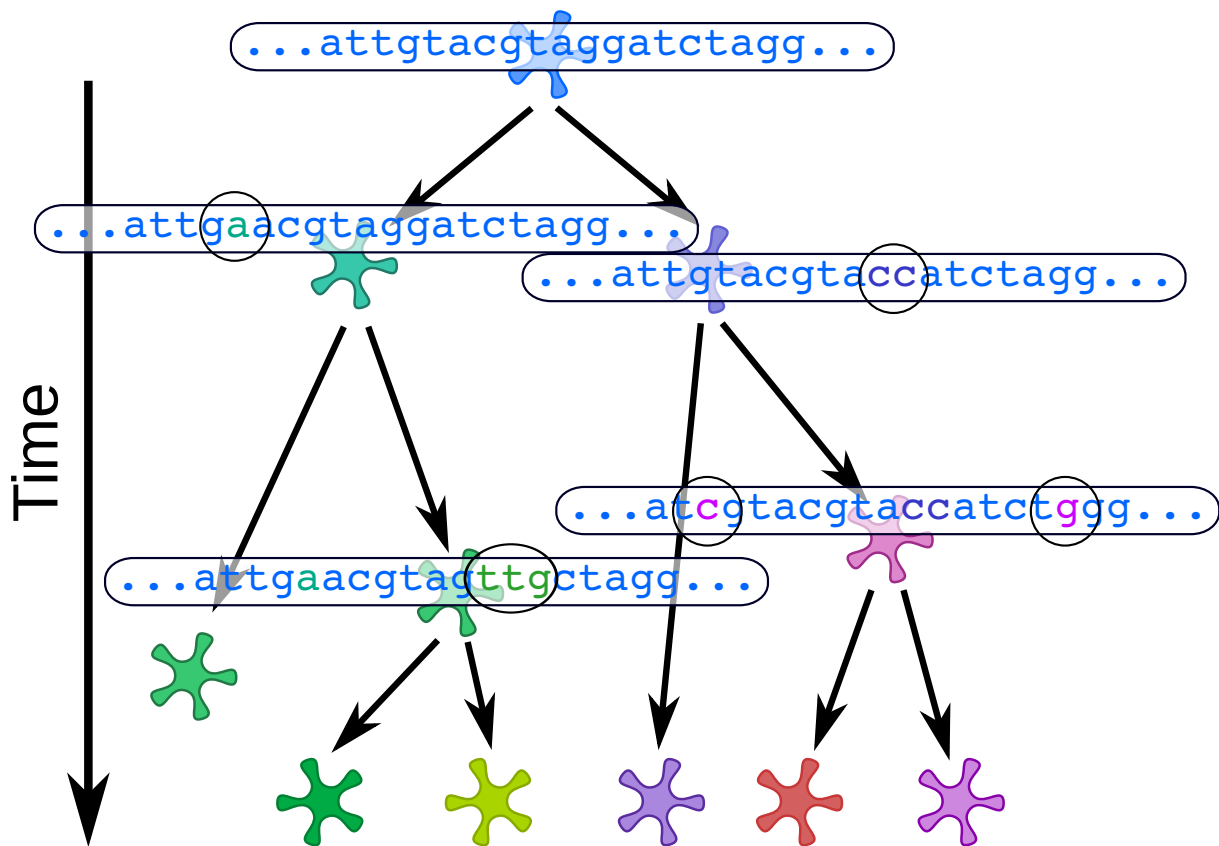 ...attgtacgtaggatctagg...
...attgaacgtaggatctagg...
...attgtacgtaccatctagg...
Time
...atcgtacgtaccatctggg...
...attgaacgtagttgctagg...